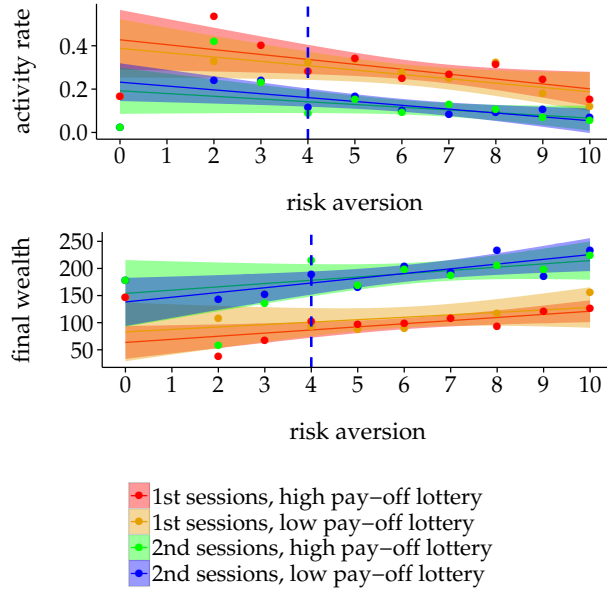 activity rate
0.4
0.2
0.0
0 1 2 3 4 5 6 7 8 9 10
risk aversion
final wealth
250
200
150
100
50
0 1 2 3 4 5 6 7 8 9 10
risk aversion
1st sessions, high pay−off lottery
1st sessions, low pay−off lottery
2nd sessions, high pay−off lottery
2nd sessions, low pay−off lottery